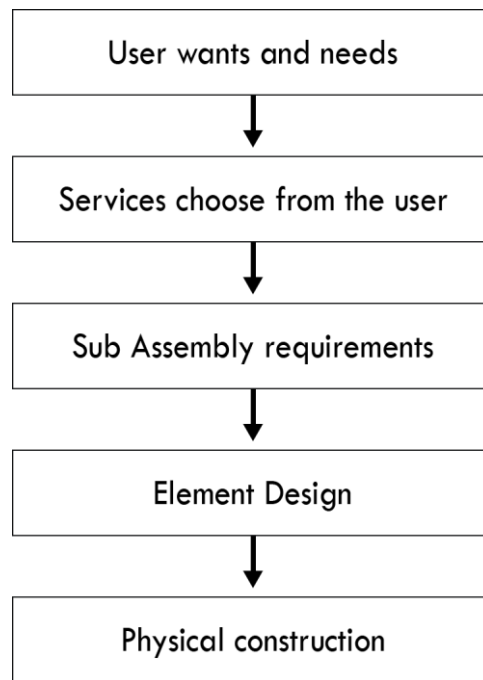 User wants and needs
Services choose from the user
Sub Assembly requirements
Element Design
Physical construction